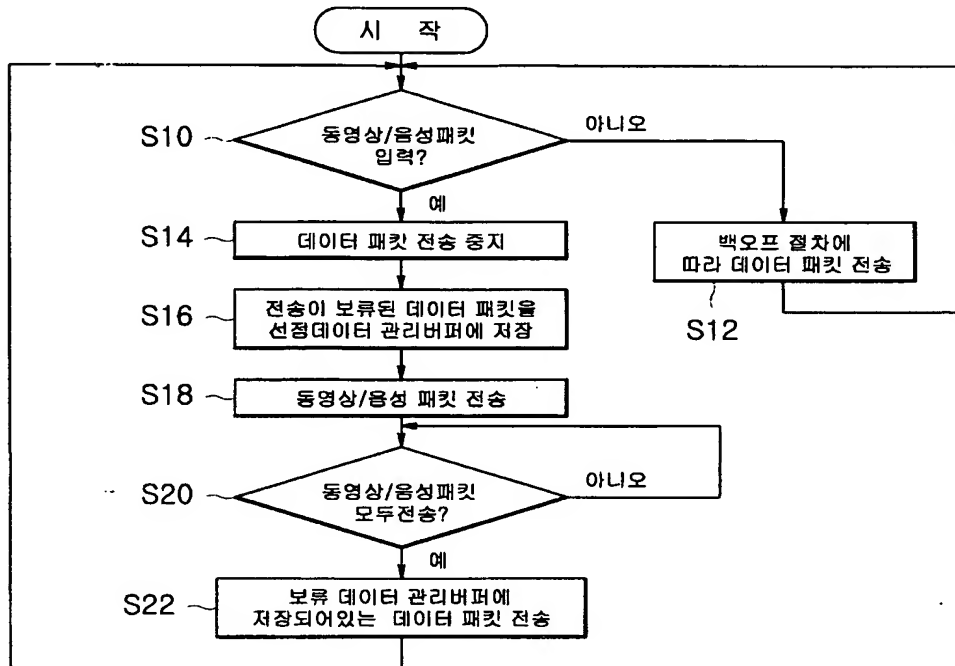 시 작
S10
동영상/음성패킷
입력?
아니오
예
S14
데이터 패킷 전송 중지
백오프 절차에
따라 데이터 패킷 전송
S12
S16
전송이 보류된 데이터 패킷을
선정데이터 관리버퍼에 저장
S18
동영상/음성 패킷 전송
S20
동영상/음성패킷
모두전송?
아니오
예
S22
보류 데이터 관리버퍼에
저장되어있는 데이터 패킷 전송